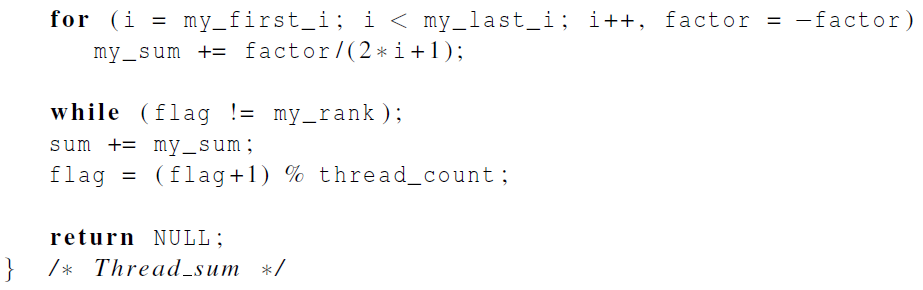 for (i = my_first_i; i < my_last_i; i++, factor = −factor)
my_sum += factor/(2*i+1);
while (flag != my_rank);
sum += my_sum;
flag = (flag+1) % thread_count;
return NULL;
} /* Thread_sum */